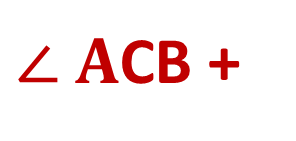 ∠ ACB +